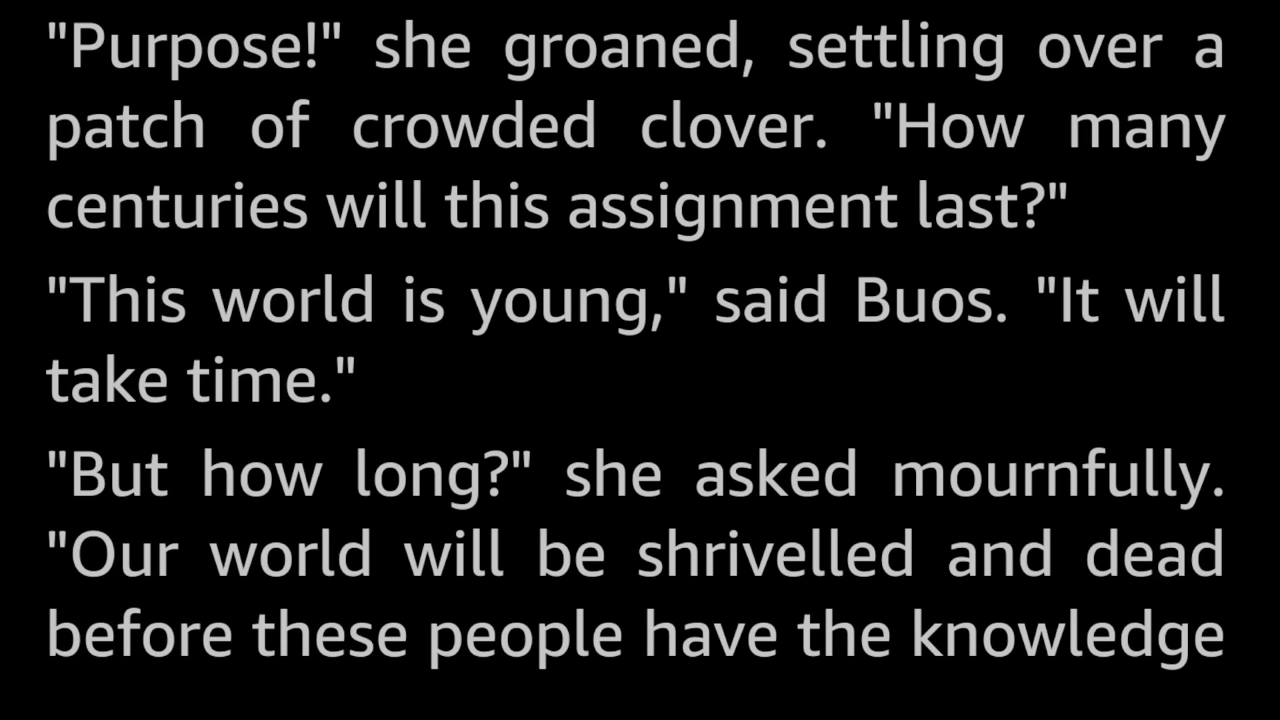 "Purpose!" she groaned, settling over a
patch of crowded clover. "How many
centuries will this assignment last?"
"This world is young," said Buos. "It will
take time."
"But how long?" she asked mournfully.
"Our world will be shrivelled and dead
before these people have the knowledge